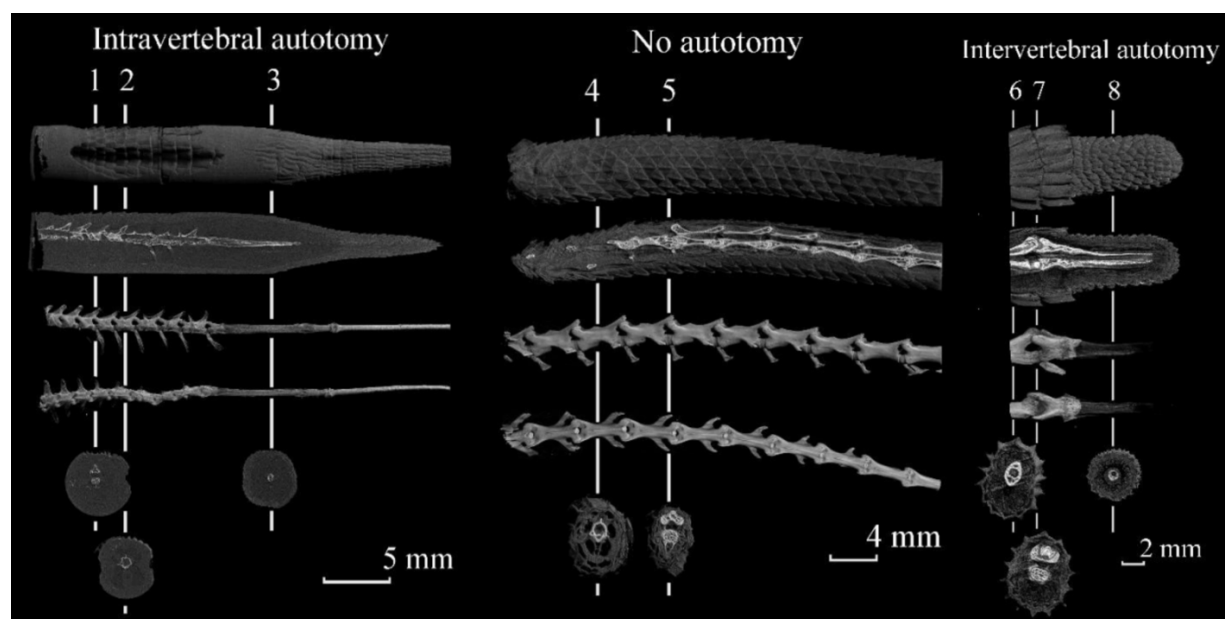 Intravertebral autotomy
1 2 3
5 mm
No autotomy
4 5
4 mm
Intervertebral autotomy
6 7 8
2 mm